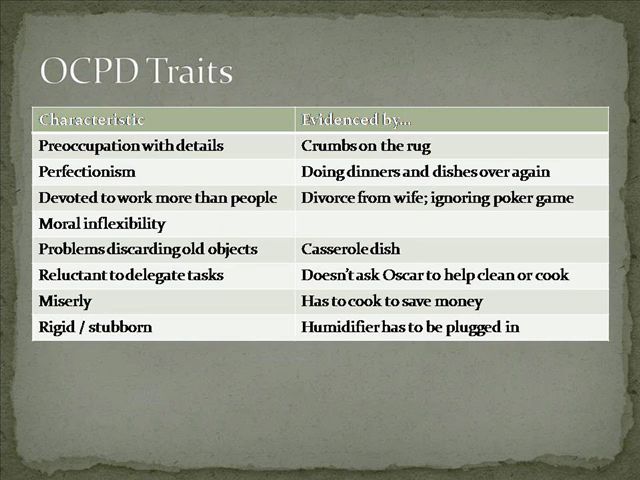 OCPD Traits
Characteristic Evidenced by...
Preoccupation with details Crumbs on the rug
Perfectionism Doing dinners and dishes over again
Devoted to work more than people Divorce from wife; ignoring poker game
Moral inflexibility
Problems discarding old objects Casserole dish
Reluctant to delegate tasks Doesn't ask Oscar to help clean or cook
Miserly Has to cook to save money
Rigid / stubborn Humidifier has to be plugged in